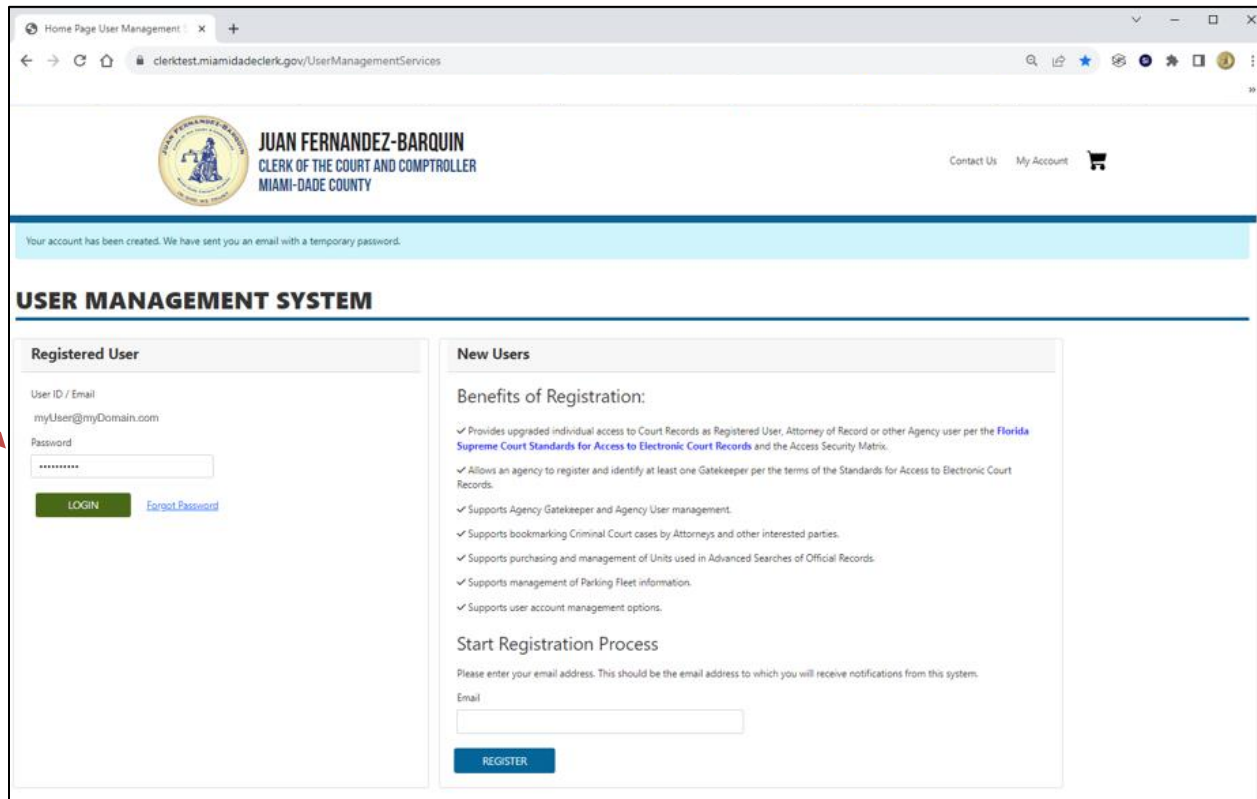 Home Page User Management S
clerktest.miamidadeclerk.gov/UserManagementServices
JUAN FERNANDEZ-BARQUIN
CLERK OF THE COURT AND COMPTROLLER
MIAMI-DADE COUNTY
Contact Us My Account
Your account has been created. We have sent you an email with a temporary password.
USER MANAGEMENT SYSTEM
Registered User
User ID / Email
myUser@myDomain.com
Password
••••••••••
LOGIN Forgot Password
New Users
Benefits of Registration:
✓ Provides upgraded individual access to Court Records as Registered User, Attorney of Record or other Agency user per the Florida
Supreme Court Standards for Access to Electronic Court Records and the Access Security Matrix.
✓ Allows an agency to register and identify at least one Gatekeeper per the terms of the Standards for Access to Electronic Court
Records.
✓ Supports Agency Gatekeeper and Agency User management.
✓ Supports bookmarking Criminal Court cases by Attorneys and other interested parties.
✓ Supports purchasing and management of Units used in Advanced Searches of Official Records.
✓ Supports management of Parking Fleet information.
✓ Supports user account management options.
Start Registration Process
Please enter your email address. This should be the email address to which you will receive notifications from this system.
Email
REGISTER